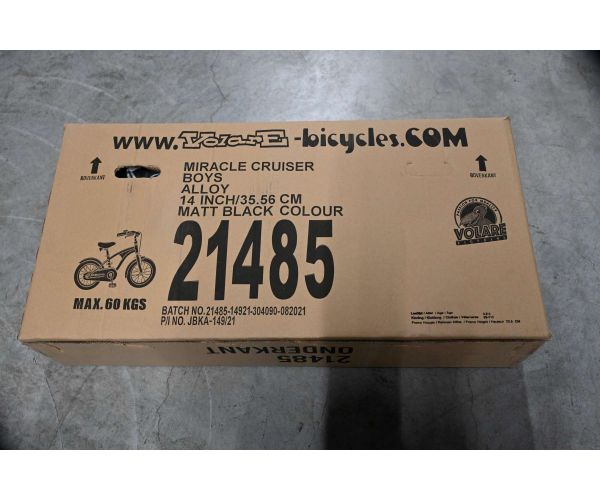 www.VolarE-bicycles.COM
BOVENKANT
BOVENKANT
MIRACLE CRUISER
BOYS
ALLOY
14 INCH/35.56 CM
MATT BLACK COLOUR
21485
VOLARE
MAX. 60 KGS
BATCH NO.21485-14921-304090-082021
P/I NO. JBKA-149/21
21485
ONDERKANT